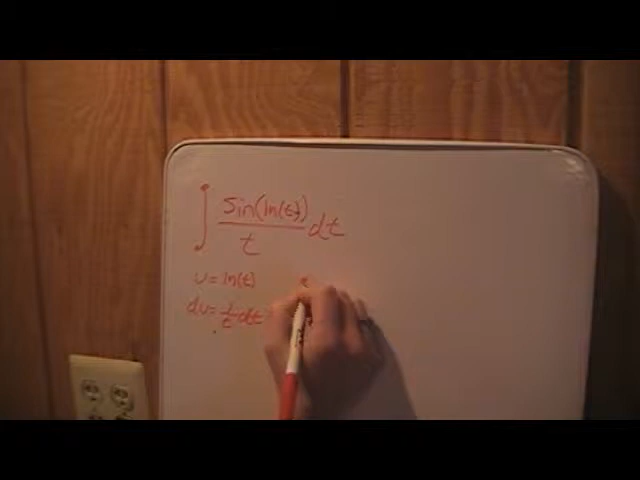 ∫ sin(ln(t)) / t dt
u = ln(t)
du = 1/t dt